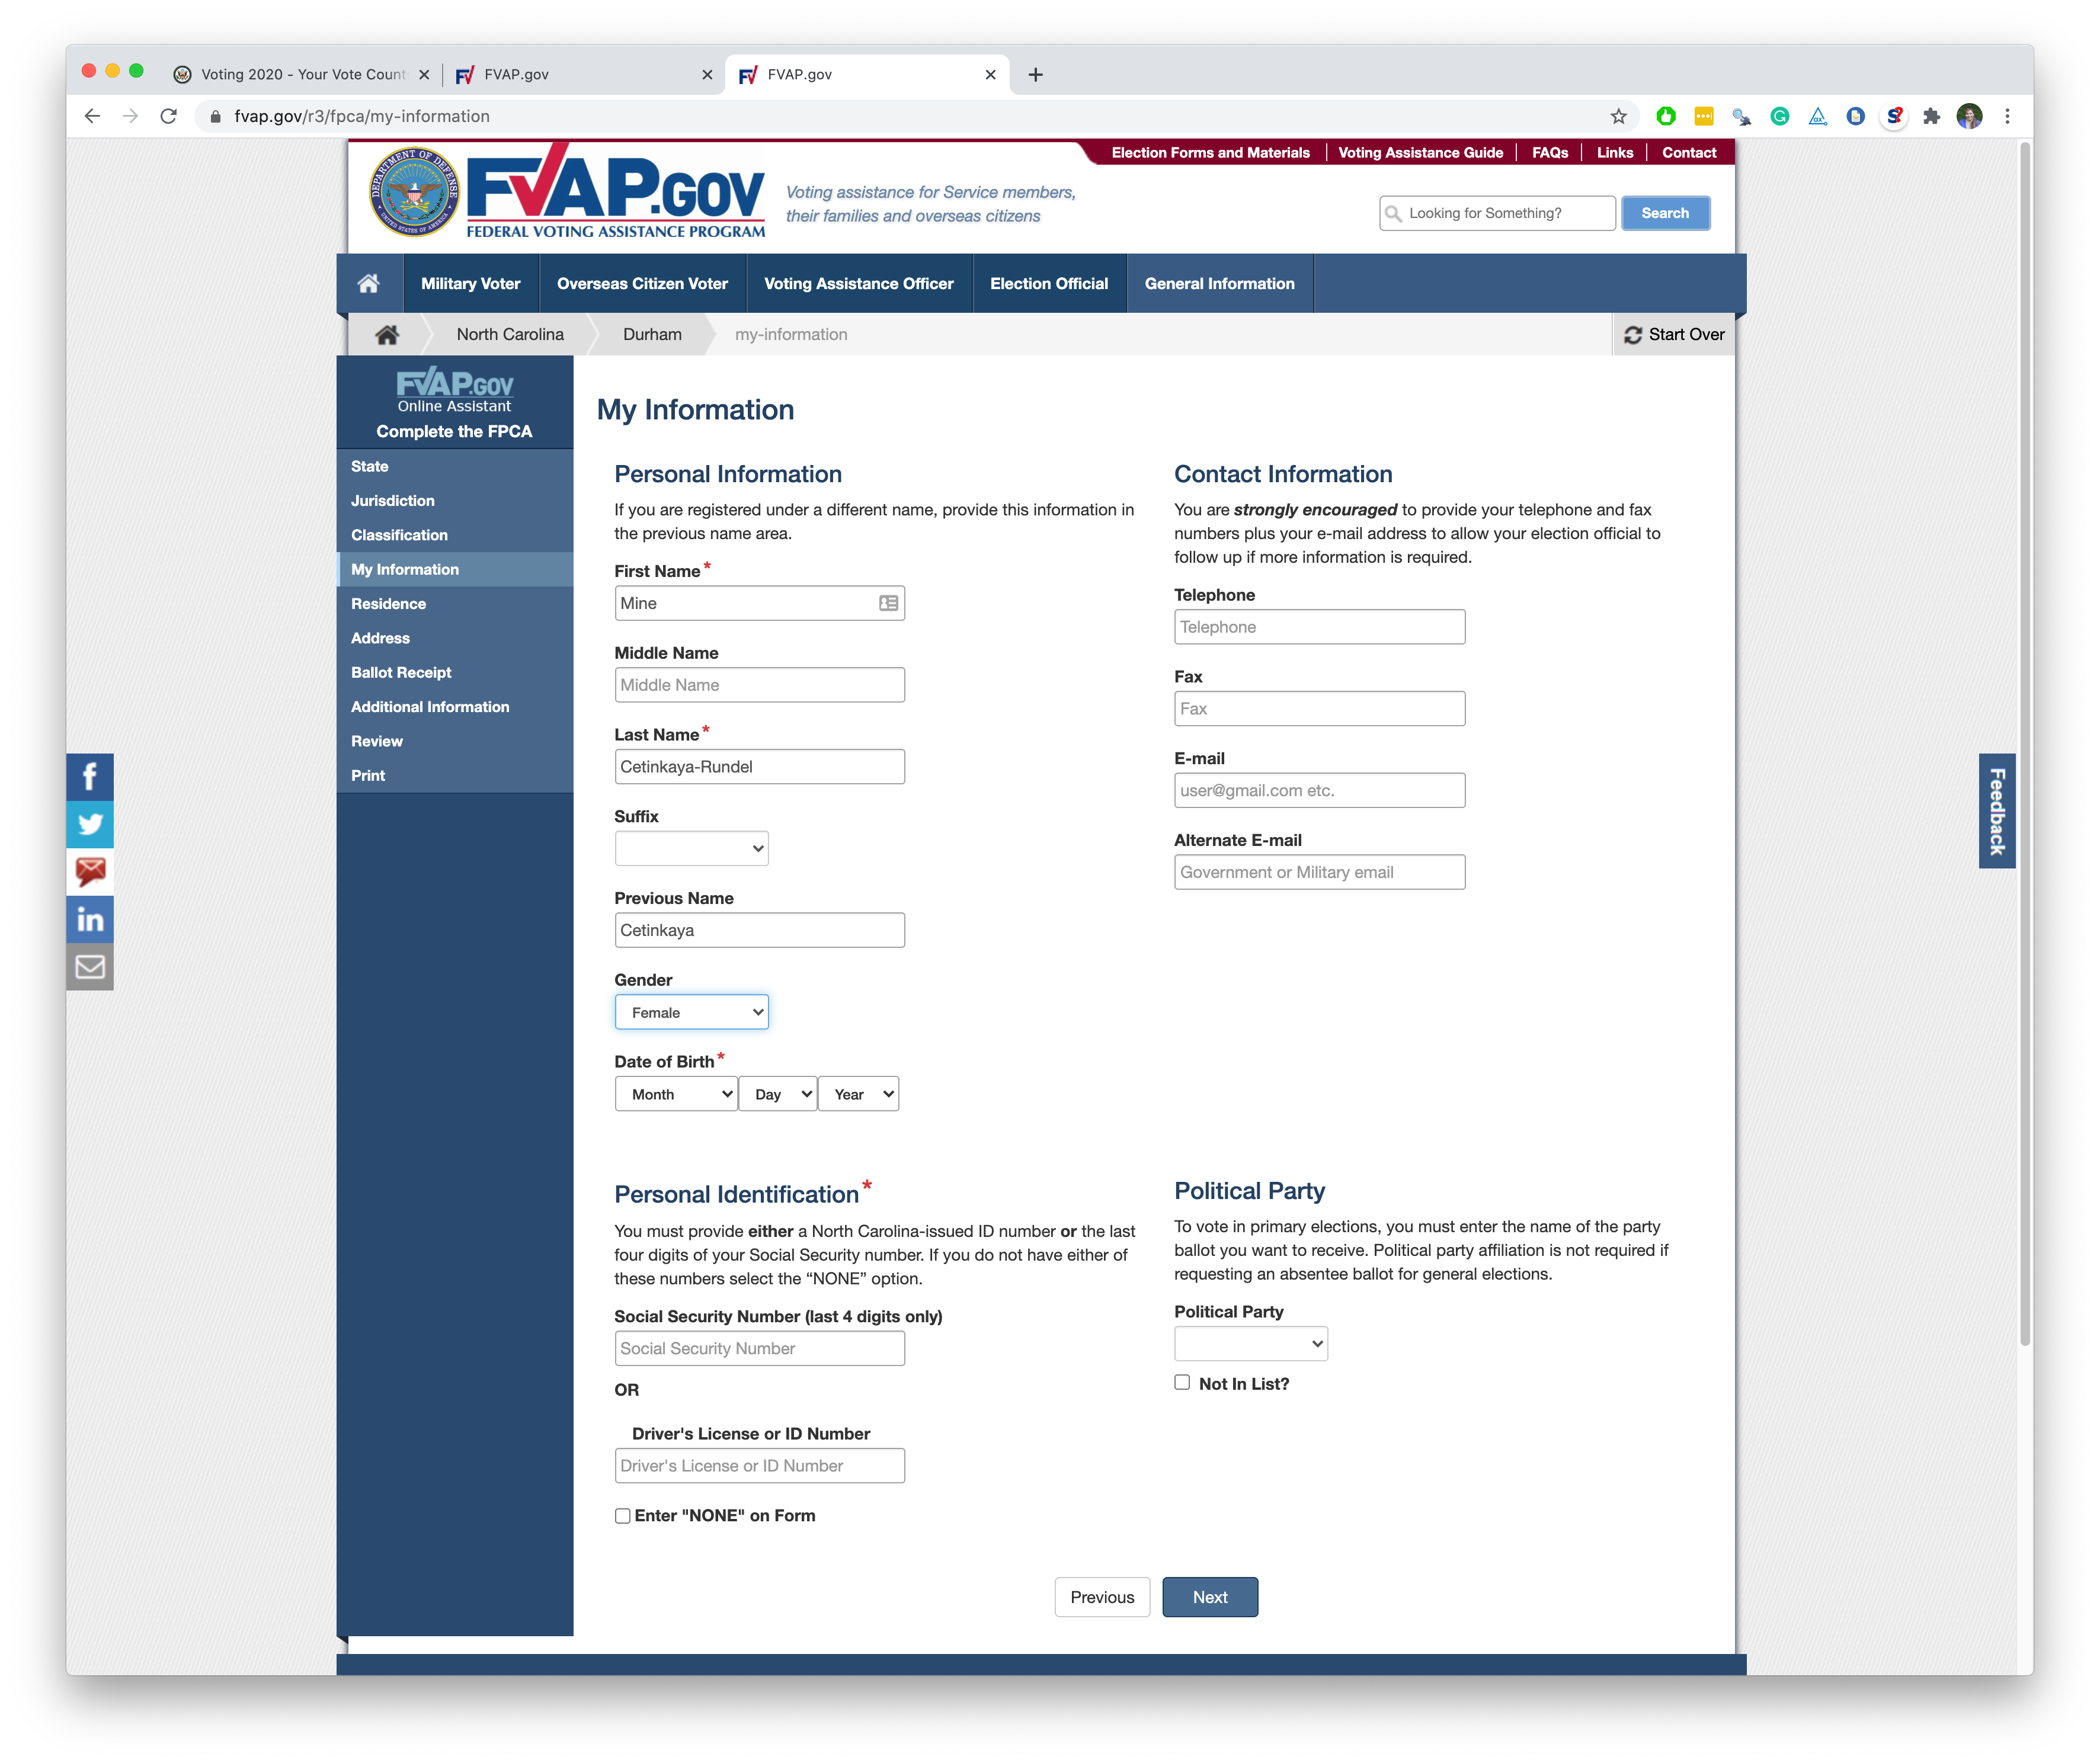 Voting 2020 - Your Vote Count
FVAP.gov
FVAP.gov
fvap.gov/r3/fpca/my-information
Election Forms and Materials
Voting Assistance Guide
FAQs
Links
Contact
DEPARTMENT OF DEFENSE
UNITED STATES OF AMERICA
FVAP.GOV
FEDERAL VOTING ASSISTANCE PROGRAM
Voting assistance for Service members,
their families and overseas citizens
Looking for Something?
Search
Military Voter
Overseas Citizen Voter
Voting Assistance Officer
Election Official
General Information
North Carolina
Durham
my-information
Start Over
FVAP.GOV
Online Assistant
Complete the FPCA
State
Jurisdiction
Classification
My Information
Residence
Address
Ballot Receipt
Additional Information
Review
Print
My Information
Personal Information
If you are registered under a different name, provide this information in
the previous name area.
First Name*
Mine
Middle Name
Middle Name
Last Name*
Cetinkaya-Rundel
Suffix
Previous Name
Cetinkaya
Gender
Female
Date of Birth*
Month
Day
Year
Contact Information
You are strongly encouraged to provide your telephone and fax
numbers plus your e-mail address to allow your election official to
follow up if more information is required.
Telephone
Telephone
Fax
Fax
E-mail
user@gmail.com etc.
Alternate E-mail
Government or Military email
Personal Identification*
You must provide either a North Carolina-issued ID number or the last
four digits of your Social Security number. If you do not have either of
these numbers select the “NONE” option.
Social Security Number (last 4 digits only)
Social Security Number
OR
Driver's License or ID Number
Driver's License or ID Number
Enter "NONE" on Form
Political Party
To vote in primary elections, you must enter the name of the party
ballot you want to receive. Political party affiliation is not required if
requesting an absentee ballot for general elections.
Political Party
Not In List?
Previous
Next
Feedback